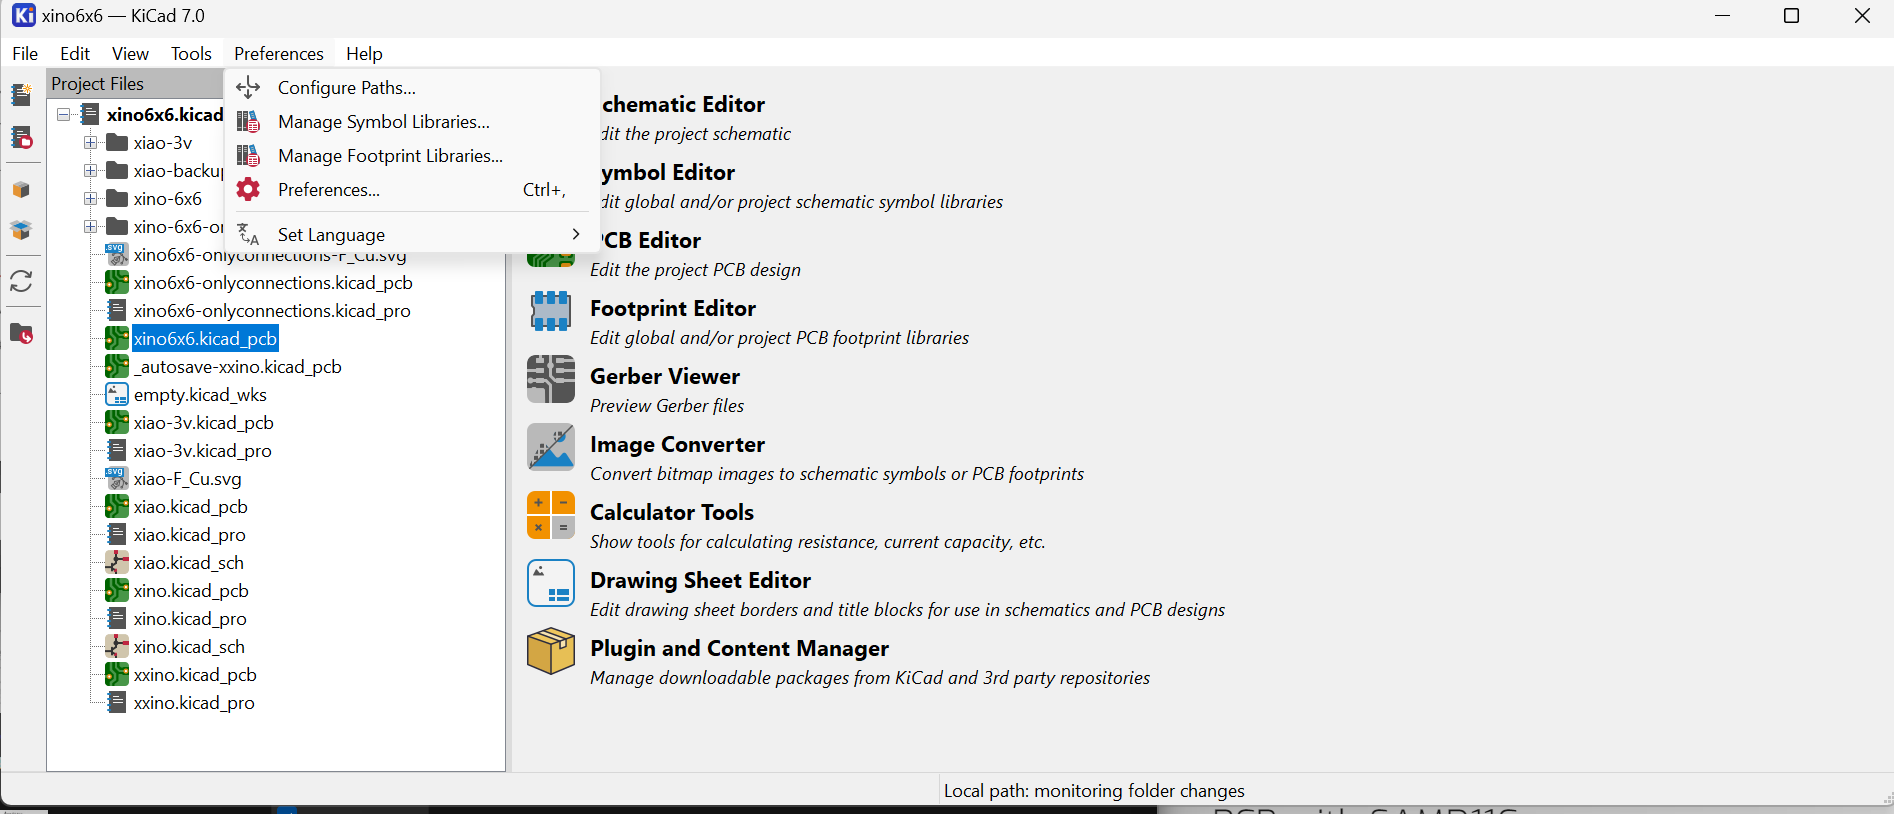 xino6x6 — KiCad 7.0
File Edit View Tools Preferences Help
Project Files
xino6x6.kicad
xiao-3v
xiao-backup
xino-6x6
xino-6x6-o
xino6x6-onlyconnections-F_Cu.svg
xino6x6-onlyconnections.kicad_pcb
xino6x6-onlyconnections.kicad_pro
xino6x6.kicad_pcb
_autosave-xxino.kicad_pcb
empty.kicad_wks
xiao-3v.kicad_pcb
xiao-3v.kicad_pro
xiao-F_Cu.svg
xiao.kicad_pcb
xiao.kicad_pro
xiao.kicad_sch
xino.kicad_pcb
xino.kicad_pro
xino.kicad_sch
xxino.kicad_pcb
xxino.kicad_pro
Configure Paths...
Manage Symbol Libraries...
Manage Footprint Libraries...
Preferences... Ctrl+,
Set Language
chematic Editor
dit the project schematic
ymbol Editor
dit global and/or project schematic symbol libraries
PCB Editor
Edit the project PCB design
Footprint Editor
Edit global and/or project PCB footprint libraries
Gerber Viewer
Preview Gerber files
Image Converter
Convert bitmap images to schematic symbols or PCB footprints
Calculator Tools
Show tools for calculating resistance, current capacity, etc.
Drawing Sheet Editor
Edit drawing sheet borders and title blocks for use in schematics and PCB designs
Plugin and Content Manager
Manage downloadable packages from KiCad and 3rd party repositories
Local path: monitoring folder changes